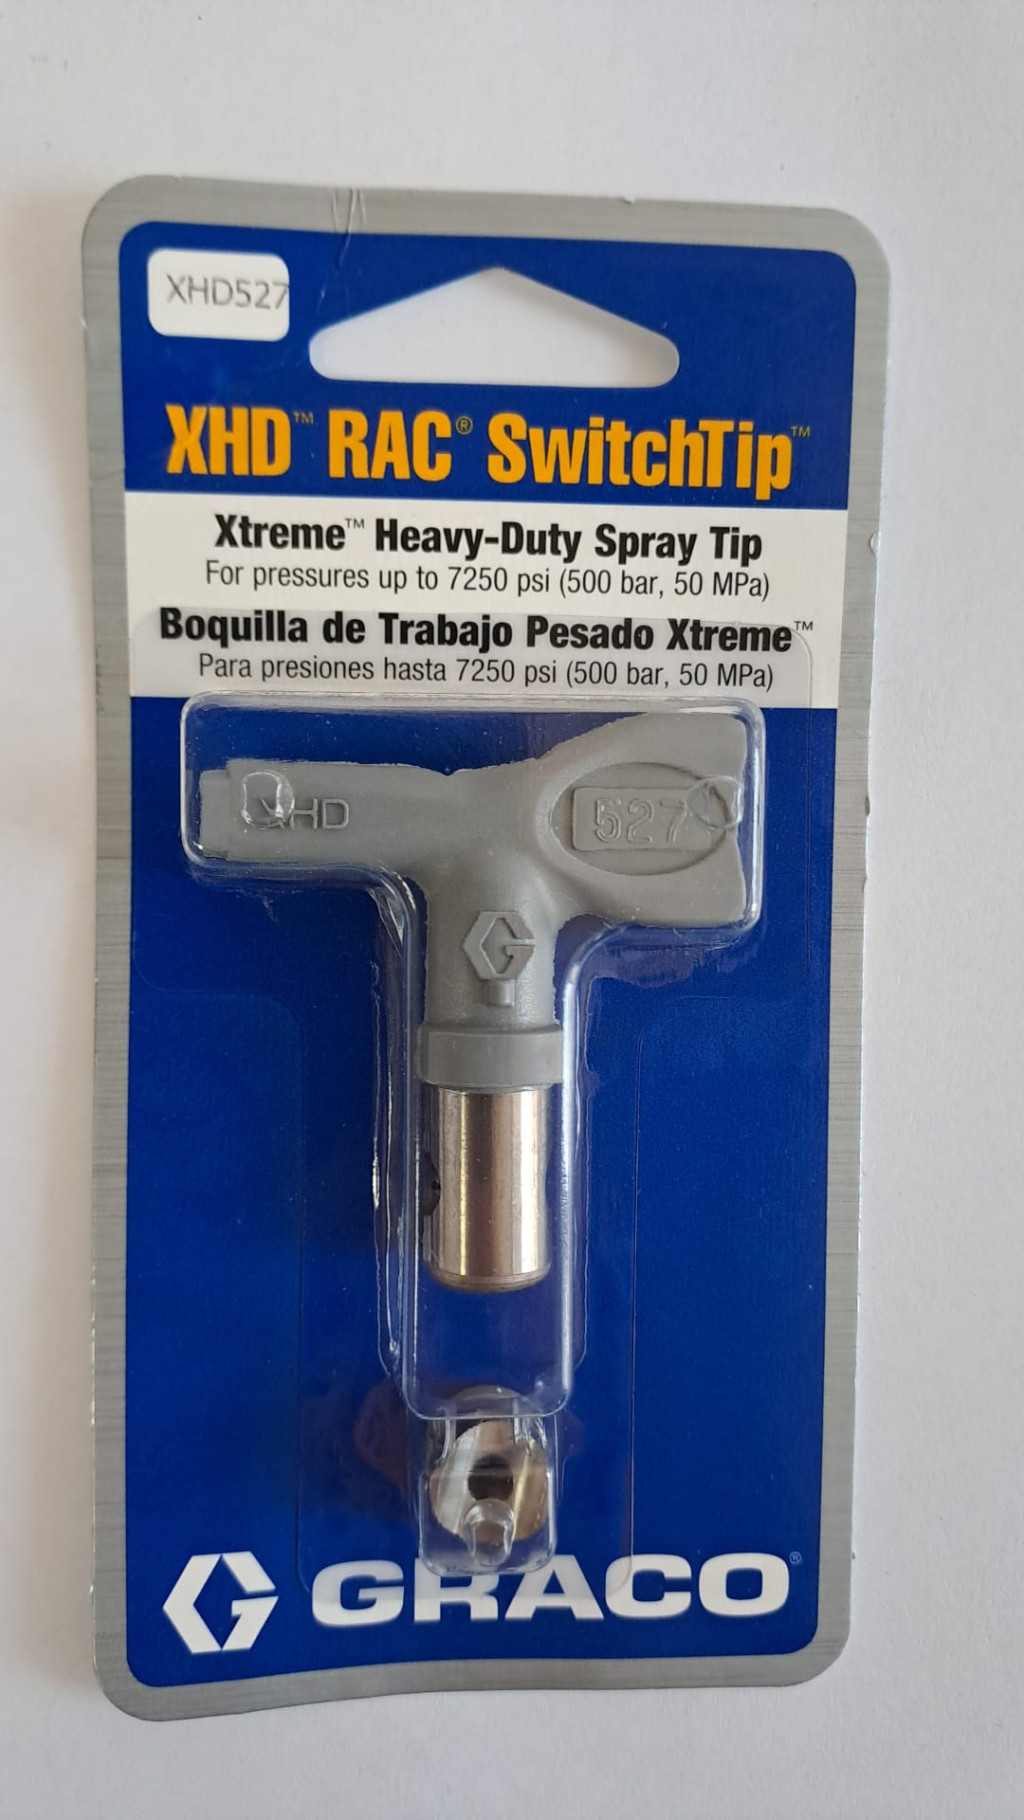 XHD527
XHD™ RAC® SwitchTip™
Xtreme™ Heavy-Duty Spray Tip
For pressures up to 7250 psi (500 bar, 50 MPa)
Boquilla de Trabajo Pesado Xtreme™
Para presiones hasta 7250 psi (500 bar, 50 MPa)
XHD 527
G
GRACO®